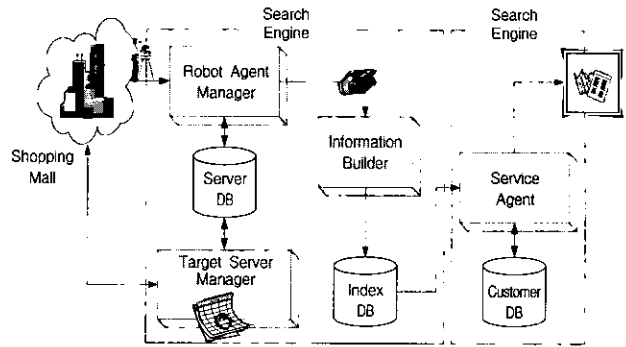 Search
Engine
Search
Engine
Robot Agent
Manager
Shopping
Mall
Information
Builder
Server
DB
Service
Agent
Target Server
Manager
Index
DB
Customer
DB